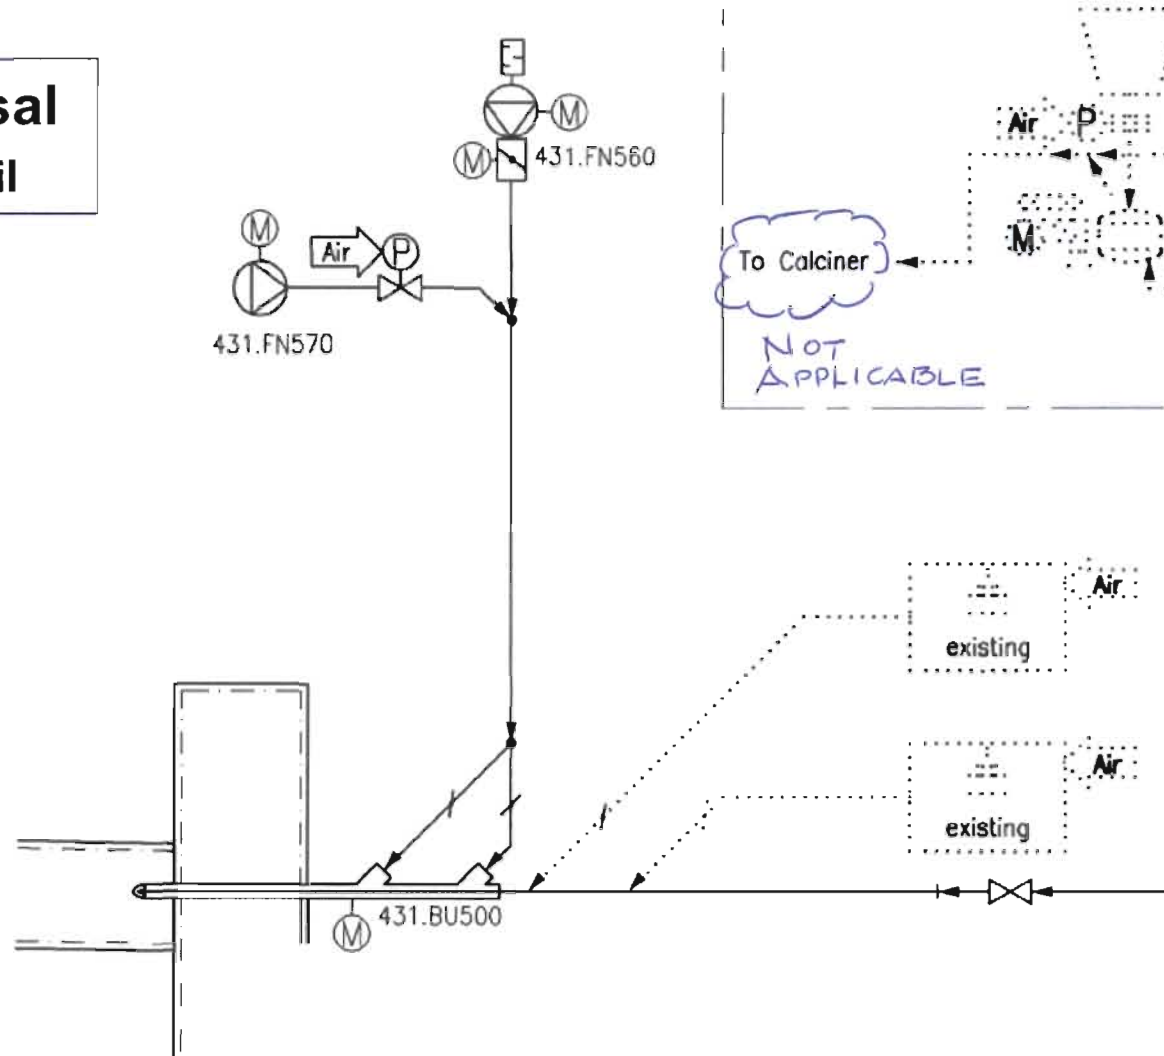 sal
il
M
431.FN560
M
M
Air
P
431.FN570
Air
P
M
To Calciner
NOT
APPLICABLE
Air
existing
Air
existing
431.BU500
M